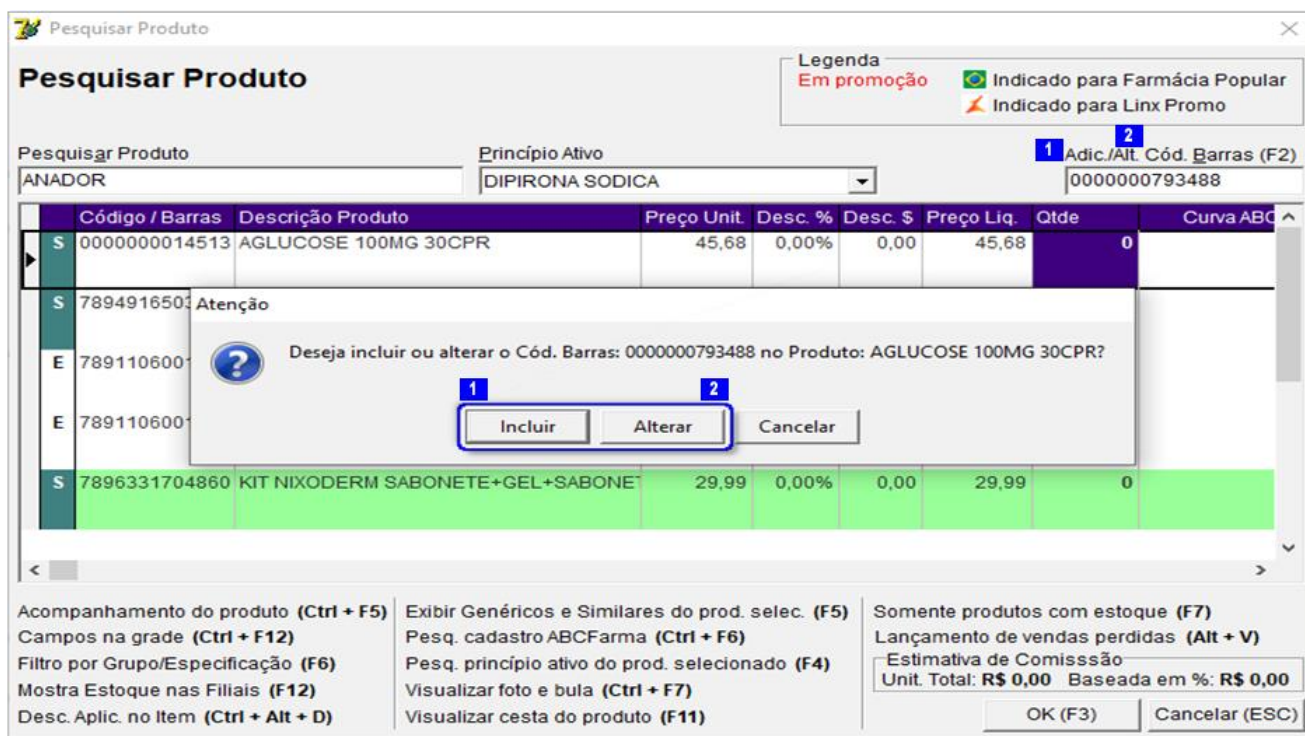 Pesquisar Produto
Pesquisar Produto
Legenda
Em promoção Indicado para Farmácia Popular
Indicado para Linx Promo
Pesquisar Produto Princípio Ativo 1 Adic./Alt. 2 Cód. Barras (F2)
ANADOR DIPIRONA SODICA 0000000793488
Código / Barras Descrição Produto Preço Unit. Desc. % Desc. $ Preço Liq. Qtde Curva ABC
S 0000000014513 AGLUCOSE 100MG 30CPR 45,68 0,00% 0,00 45,68 0
S 789491650
Atenção
Deseja incluir ou alterar o Cód. Barras: 0000000793488 no Produto: AGLUCOSE 100MG 30CPR?
E 789110600
1 2
E 789110600
Incluir Alterar Cancelar
S 7896331704860 KIT NIXODERM SABONETE+GEL+SABONE 29,99 0,00% 0,00 29,99 0
Acompanhamento do produto (Ctrl + F5) Exibir Genéricos e Similares do prod. selec. (F5) Somente produtos com estoque (F7)
Campos na grade (Ctrl + F12) Pesq. cadastro ABCFarma (Ctrl + F6) Lançamento de vendas perdidas (Alt + V)
Filtro por Grupo/Especificação (F6) Pesq. princípio ativo do prod. selecionado (F4) Estimativa de Comisssão
Mostra Estoque nas Filiais (F12) Visualizar foto e bula (Ctrl + F7) Unit. Total: R$ 0,00 Baseada em %: R$ 0,00
Desc. Aplic. no Item (Ctrl + Alt + D) Visualizar cesta do produto (F11) OK (F3) Cancelar (ESC)